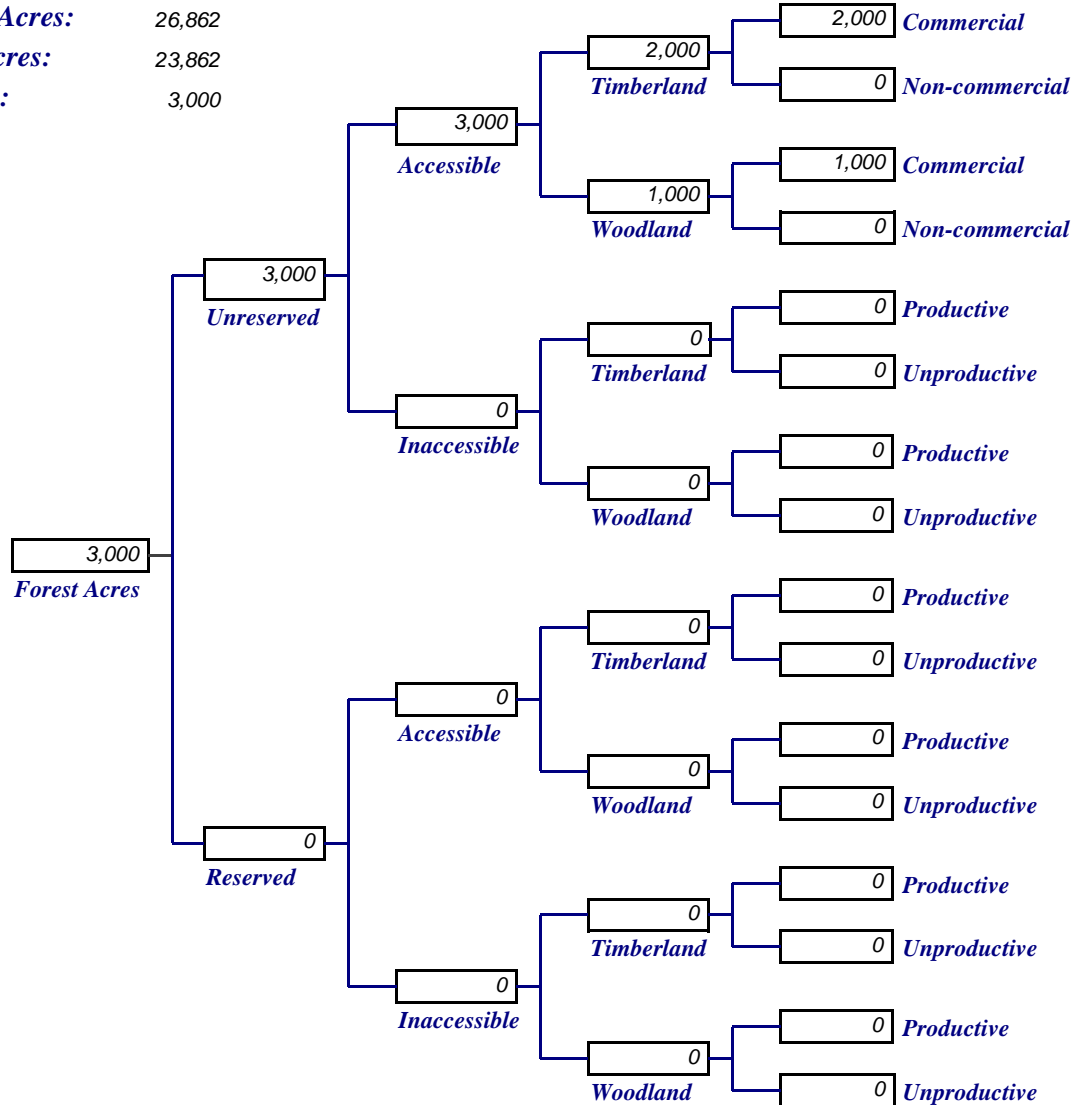 Acres: 26,862
cres: 23,862
: 3,000
2,000 Commercial
2,000
Timberland
0 Non-commercial
3,000
Accessible
1,000 Commercial
1,000
Woodland
0 Non-commercial
3,000
Unreserved
0 Productive
0
Timberland
0 Unproductive
0
Inaccessible
0 Productive
0
Woodland
0 Unproductive
3,000
Forest Acres
0 Productive
0
Timberland
0 Unproductive
0
Accessible
0 Productive
0
Woodland
0 Unproductive
0
Reserved
0 Productive
0
Timberland
0 Unproductive
0
Inaccessible
0 Productive
0
Woodland
0 Unproductive